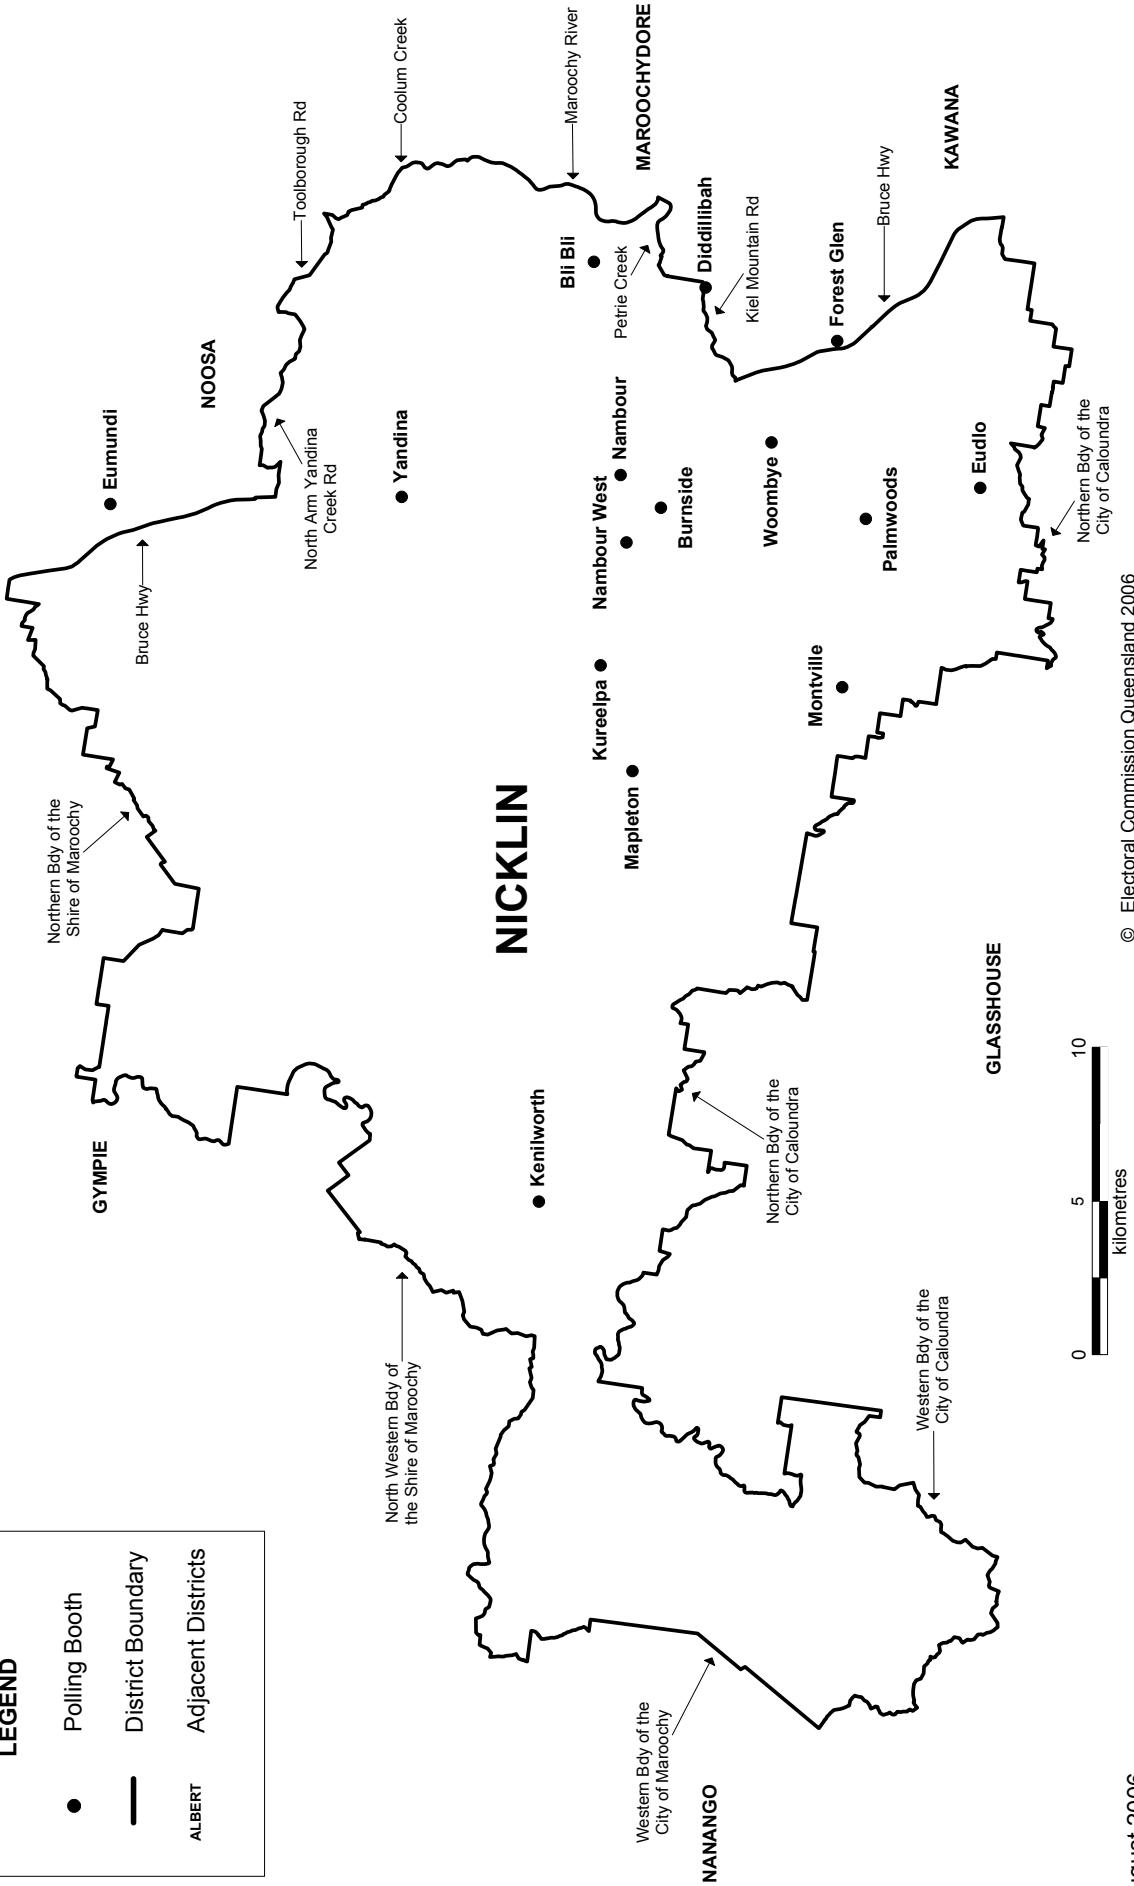 LEGEND
Polling Booth
District Boundary
ALBERT
Adjacent Districts
NICKLIN
GYMPIE
NOOSA
MAROOCHYDORE
KAWANA
GLASSHOUSE
NANANGO
Northern Bdy of the
Shire of Maroochy
Bruce Hwy
Eumundi
North Arm Yandina
Creek Rd
Toolborough Rd
Coolum Creek
Maroochy River
Yandina
Bli Bli
Petrie Creek
Diddillibah
Kiel Mountain Rd
Forest Glen
Bruce Hwy
Nambour
Nambour West
Burnside
Woombye
Palmwoods
Eudlo
Kureelpa
Mapleton
Montville
Kenilworth
Northern Bdy of the
City of Caloundra
Northern Bdy of the
City of Caloundra
North Western Bdy of
the Shire of Maroochy
Western Bdy of the
City of Caloundra
Western Bdy of the
City of Maroochy
0 5 10
kilometres
© Electoral Commission Queensland 2006
2006